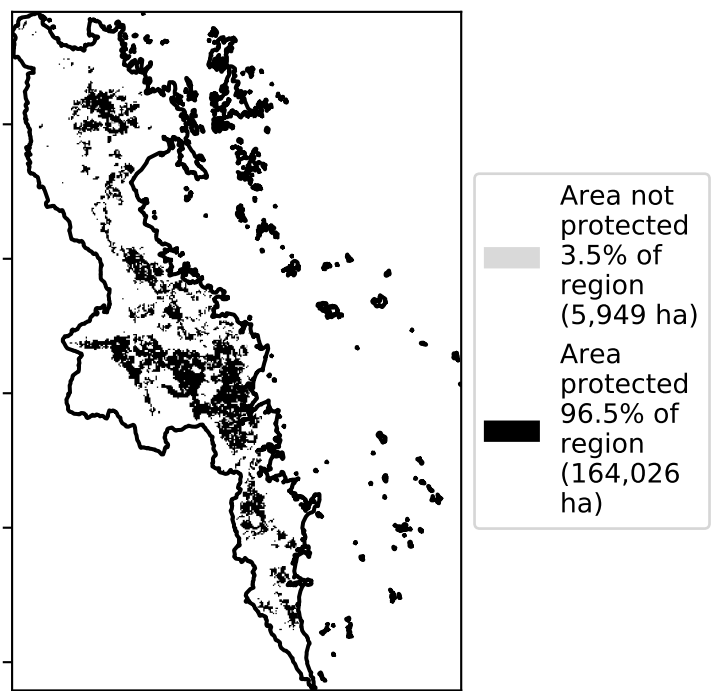 Area not
protected
3.5% of
region
(5,949 ha)
Area
protected
96.5% of
region
(164,026
ha)